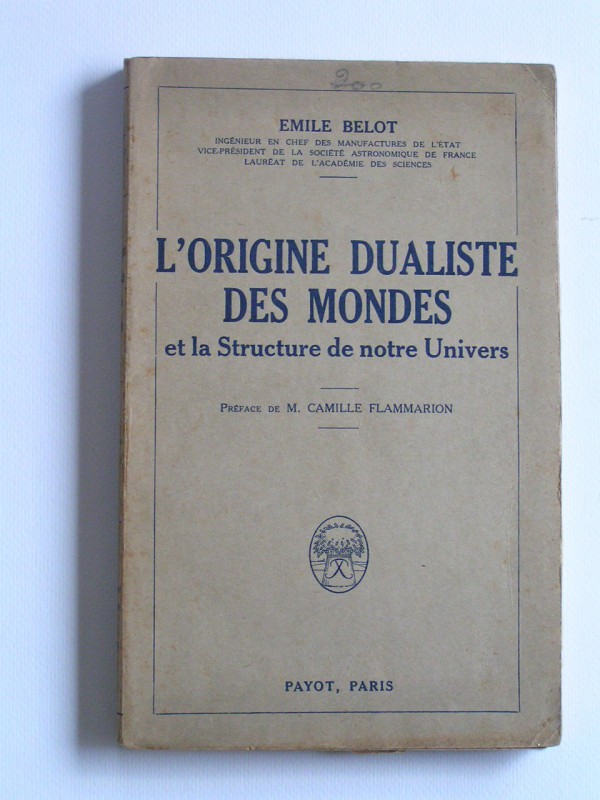 200
EMILE BELOT
INGÉNIEUR EN CHEF DES MANUFACTURES DE L'ÉTAT
VICE-PRÉSIDENT DE LA SOCIÉTÉ ASTRONOMIQUE DE FRANCE
LAURÉAT DE L'ACADÉMIE DES SCIENCES
L'ORIGINE DUALISTE
DES MONDES
et la Structure de notre Univers
PRÉFACE DE M. CAMILLE FLAMMARION
PAYOT, PARIS